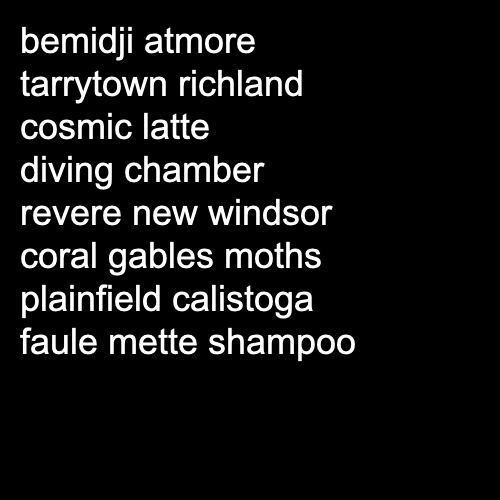 bemidji atmore
tarrytown richland
cosmic latte
diving chamber
revere new windsor
coral gables moths
plainfield calistoga
faule mette shampoo